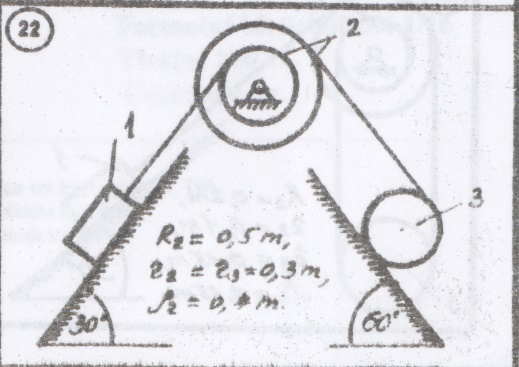 22
2
1
3
R₂ = 0,5 m,
r₂ = r₃ = 0,3 m,
m.
30°
60°